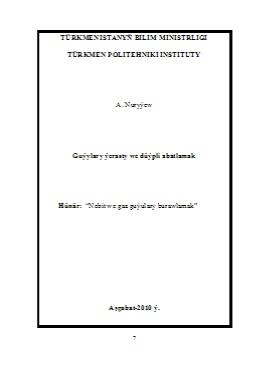 TÜRKMENISTANYŇ BILIM MINISTRLIGI
TÜRKMEN POLITEHNIKI INSTITUTY
A. Nuryýew
Guýylary ýerasty we düýpli abatlamak
Hünär: "Nebit we gaz guýulary burawlamak"
Aşgabat-2010 ý.
7